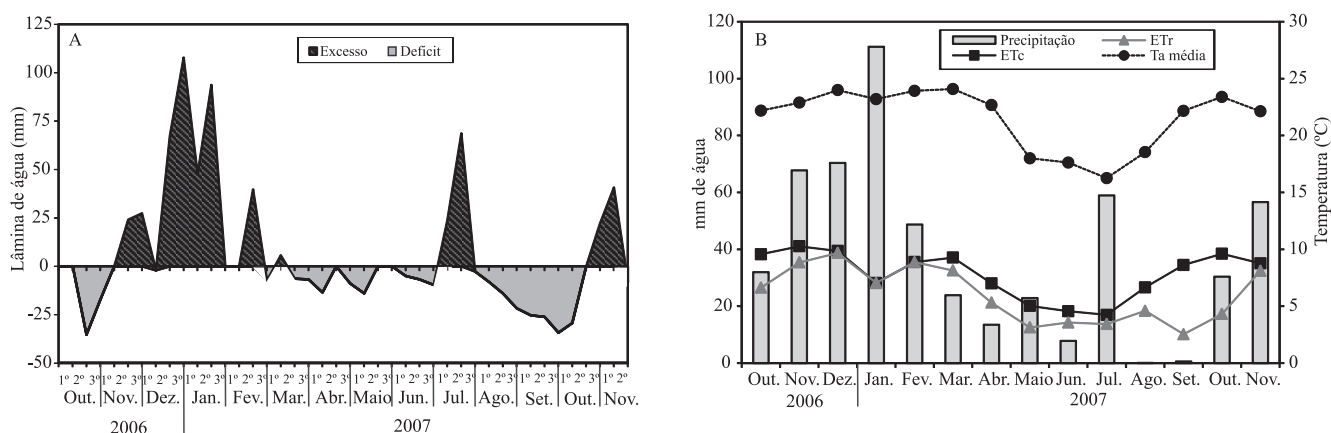 A
Excesso Deficit
Lâmina de água (mm)
125
100
75
50
25
0
-25
-50
1º 2º 3º 1º 2º 3º 1º 2º 3º 1º 2º 3º 1º 2º 3º 1º 2º 3º 1º 2º 3º 1º 2º 3º 1º 2º 3º 1º 2º 3º 1º 2º 3º 1º 2º 3º 1º 2º 3º 1º 2º
Out. Nov. Dez. Jan. Fev. Mar. Abr. Maio Jun. Jul. Ago. Set. Out. Nov.
2006 2007
B
Precipitação ETr
ETc Ta média
mm de água
120
100
80
60
40
20
0
Temperatura (ºC)
30
25
20
15
10
5
0
Out. Nov. Dez. Jan. Fev. Mar. Abr. Maio Jun. Jul. Ago. Set. Out. Nov.
2006 2007